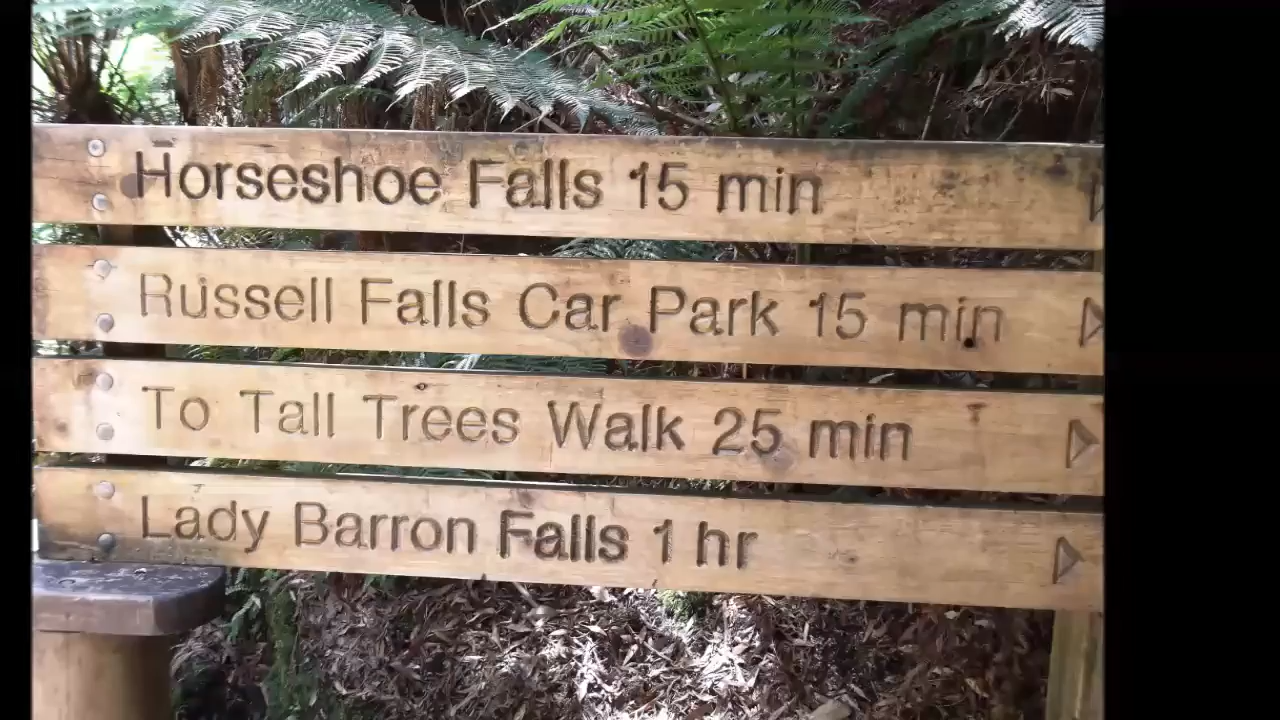 Horseshoe Falls 15 min
Russell Falls Car Park 15 min
To Tall Trees Walk 25 min
Lady Barron Falls 1 hr